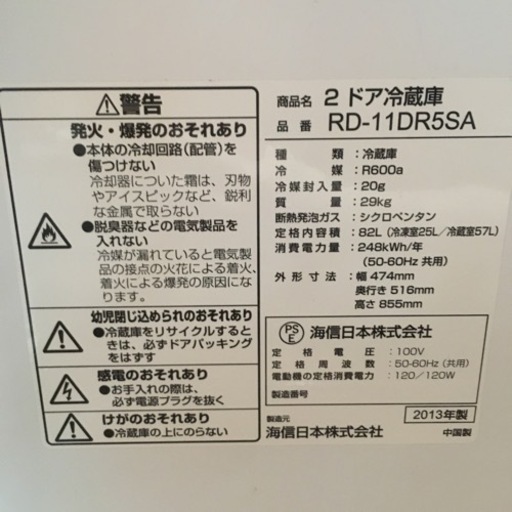 ⚠警告
発火・爆発のおそれあり
●本体の冷却回路(配管)を
傷つけない
冷却器についた霜は、刃物
やアイスピックなど、鋭利
な金属で取らない
●脱臭器などの電気製品を
入れない
冷媒が漏れていると電気製
品の接点の火花による着火、
着火による爆発の原因にな
ります。
幼児閉じ込められのおそれあり
●冷蔵庫をリサイクルすると
きは、必ずドアパッキング
をはずす
感電のおそれあり
●お手入れの際は、
必ず電源プラグを抜く
けがのおそれあり
●冷蔵庫の上にのらない
商品名 2ドア冷蔵庫
品番 RD-11DR5SA
種類:冷蔵庫
冷媒:R600a
冷媒封入量:20g
質量:29kg
断熱発泡ガス:シクロペンタン
定格内容積:82L(冷凍室25L/冷蔵室57L)
消費電力量:248kWh/年
(50-60Hz 共用)
外形寸法:幅 474mm
奥行き 516mm
高さ 855mm
PS
E
海信日本株式会社
定格電圧:100V
定格周波数:50-60Hz(共用)
電動機の定格消費電力:120/120W
製造番号
製造元
海信日本株式会社
2013年製
中国製